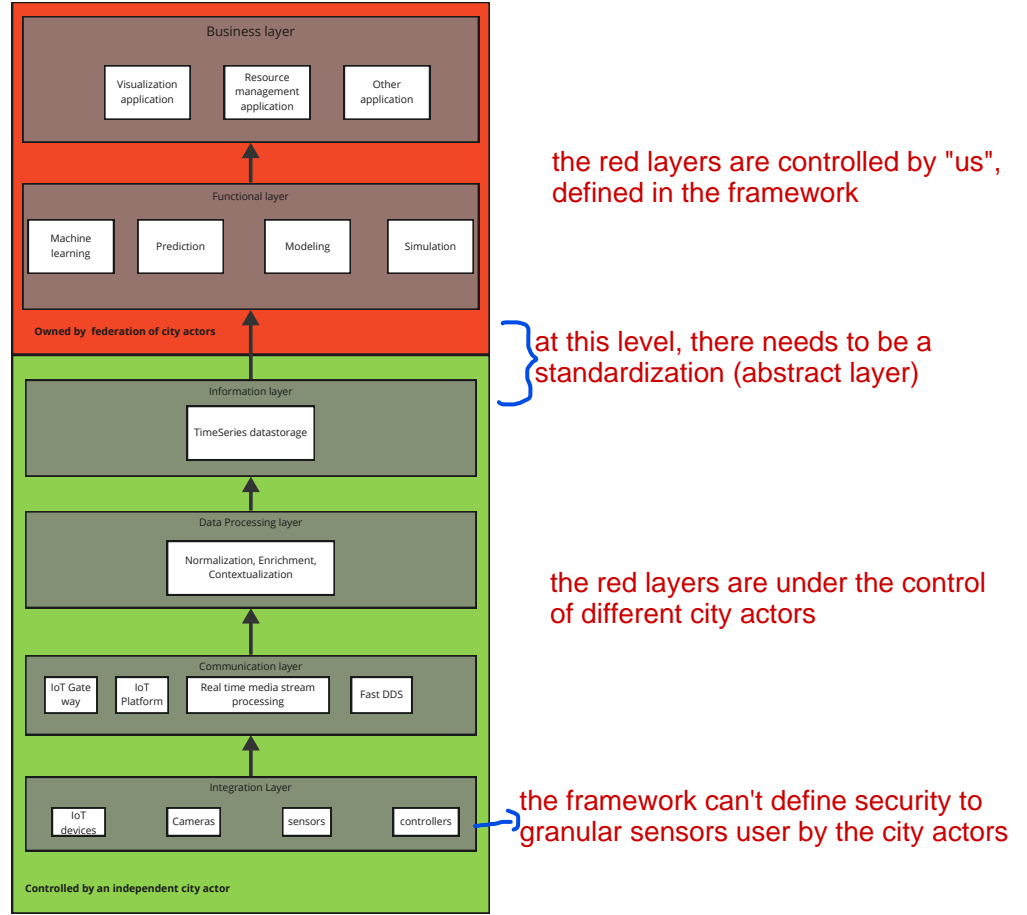 Business layer
Visualization
application
Resource
management
application
Other
application
the red layers are controlled by "us",
defined in the framework
Functional layer
Machine
learning
Prediction
Modeling
Simulation
Owned by federation of city actors
at this level, there needs to be a
standardization (abstract layer)
Information layer
TimeSeries datastorage
Data Processing layer
Normalization, Enrichment,
Contextualization
the red layers are under the control
of different city actors
Communication layer
IoT Gate
way
IoT
Platform
Real time media stream
processing
Fast DDS
Integration Layer
IoT
devices
Cameras
sensors
controllers
the framework can't define security to
granular sensors user by the city actors
Controlled by an independent city actor